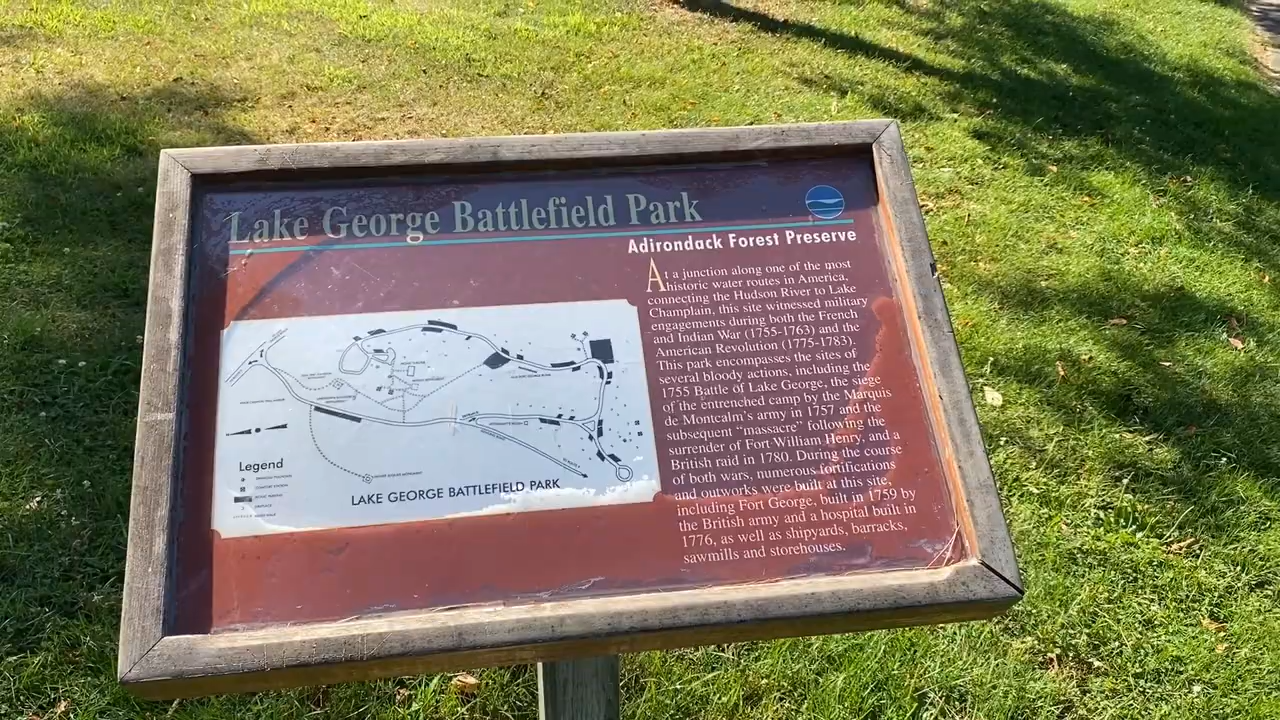 Lake George Battlefield Park
Adirondack Forest Preserve
At a junction along one of the most
historic water routes in America,
connecting the Hudson River to Lake
Champlain, this site witnessed military
engagements during both the French
and Indian War (1755-1763) and the
American Revolution (1775-1783).
This park encompasses the sites of
several bloody actions, including the
1755 Battle of Lake George, the siege
of the entrenched camp by the Marquis
de Montcalm's army in 1757 and the
subsequent “massacre” following the
surrender of Fort William Henry, and a
British raid in 1780. During the course
of both wars, numerous fortifications
and outworks were built at this site,
including Fort George, built in 1759 by
the British army and a hospital built in
1776, as well as shipyards, barracks,
sawmills and storehouses.
Legend
LAKE GEORGE BATTLEFIELD PARK